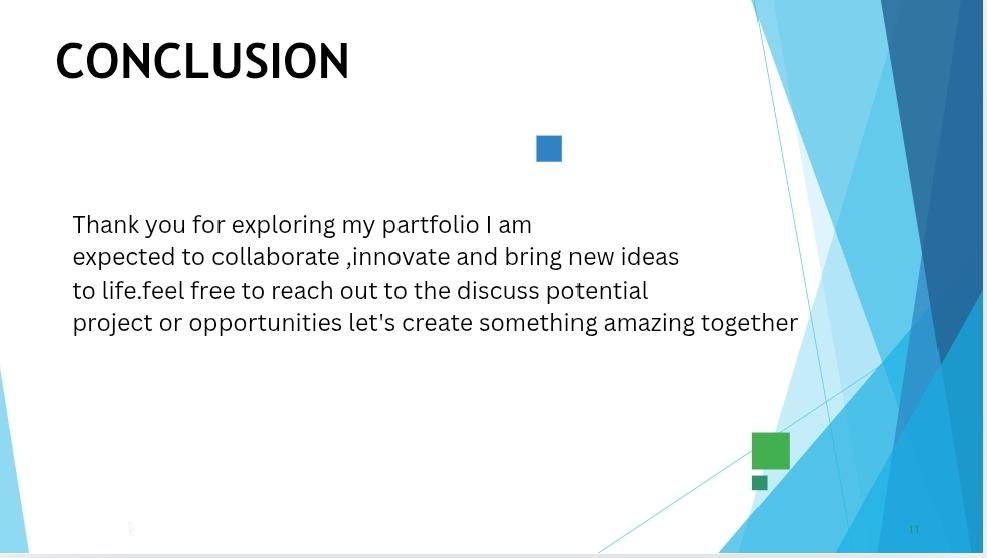 CONCLUSION
Thank you for exploring my partfolio I am
expected to collaborate ,innovate and bring new ideas
to life.feel free to reach out to the discuss potential
project or opportunities let's create something amazing together
11